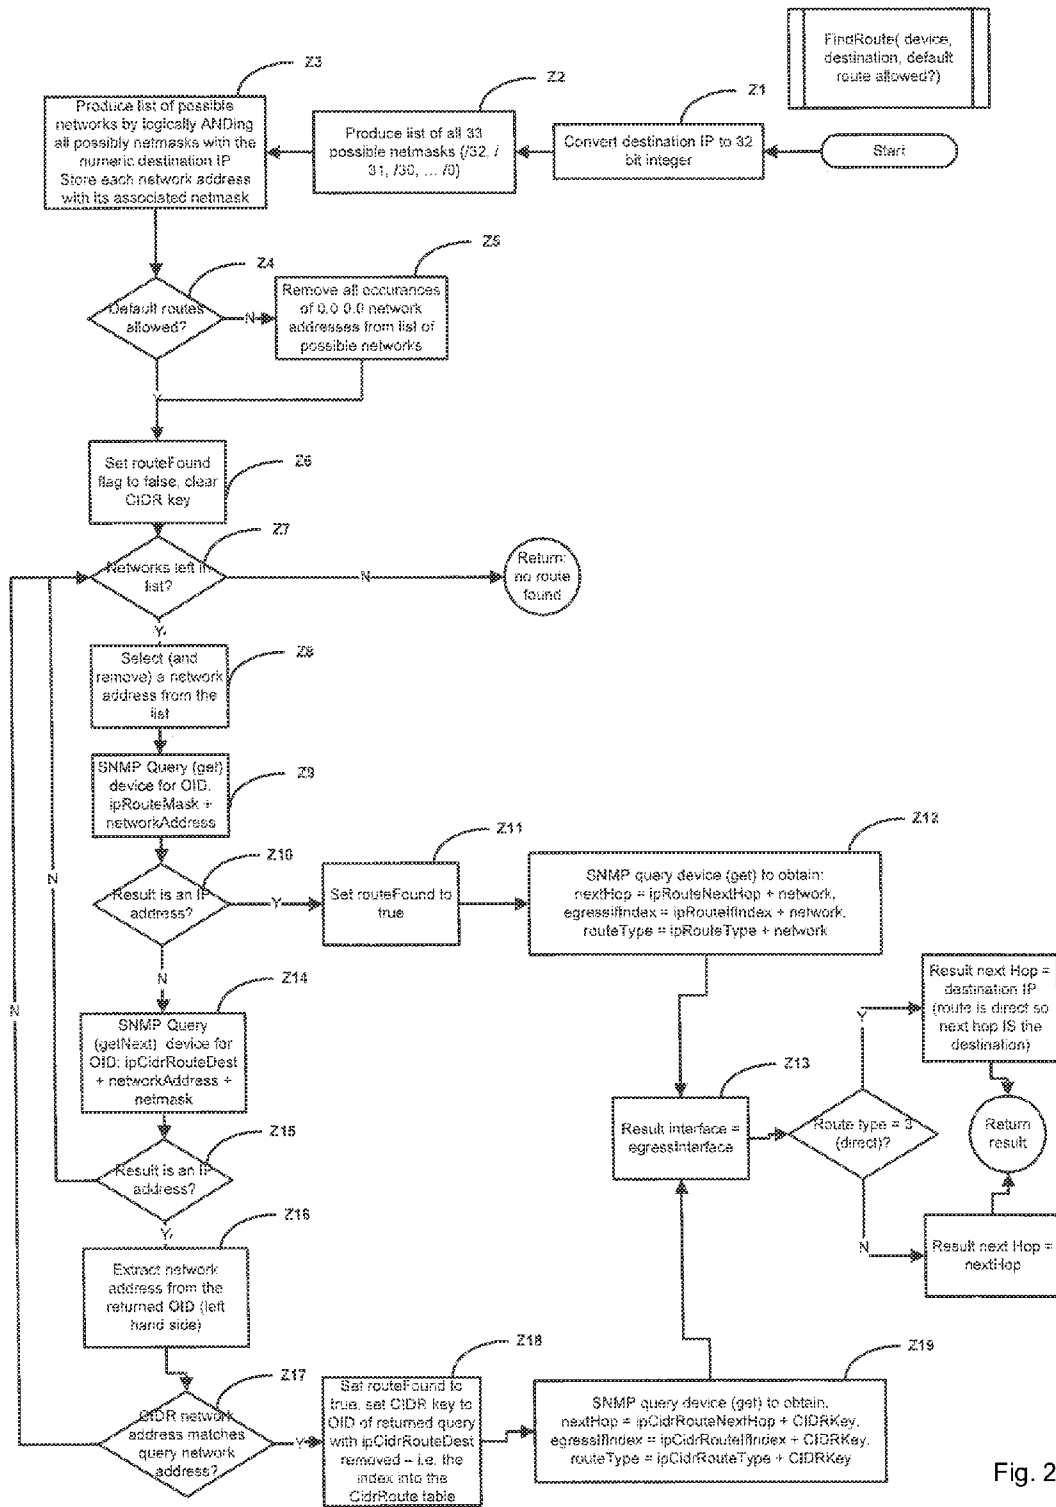 FindRoute( device,
destination, default
route allowed?)
Start
Z1
Convert destination IP to 32
bit integer
Z2
Produce list of all 33
possible netmasks (/32, /
31, /30, ... /0)
Z3
Produce list of possible
networks by logically ANDing
all possibly netmasks with the
numeric destination IP
Store each network address
with its associated netmask
Z4
Default routes
allowed?
N
Y
Z5
Remove all occurances
of 0.0.0.0 network
addresses from list of
possible networks
Z6
Set routeFound
flag to false, clear
CIDR key
Z7
Networks left in
list?
N
Return:
no route
found
Y
Z8
Select (and
remove) a network
address from the
list
Z9
SNMP Query (get)
device for OID.
ipRouteMask +
networkAddress
Z10
Result is an IP
address?
Y
N
Z11
Set routeFound to
true
Z12
SNMP query device (get) to obtain:
nextHop = ipRouteNextHop + network,
egressIfIndex = ipRouteIfIndex + network,
routeType = ipRouteType + network
Z14
SNMP Query
(getNext) device for
OID: ipCidrRouteDest
+ networkAddress +
netmask
Z15
Result is an IP
address?
N
Y
Z16
Extract network
address from the
returned OID (left
hand side)
Z17
CIDR network
address matches
query network
address?
N
Y
Z18
Set routeFound to
true, set CIDR key to
OID of returned query
with ipCidrRouteDest
removed – i.e. the
index into the
CidrRoute table
Z19
SNMP query device (get) to obtain.
nextHop = ipCidrRouteNextHop + CIDRKey,
egressIfIndex = ipCidrRouteIfIndex + CIDRKey,
routeType = ipCidrRouteType + CIDRKey
Z13
Result interface =
egressInterface
Route type = 3
(direct)?
Y
N
Result next Hop =
destination IP
(route is direct so
next hop IS the
destination)
Return
result
Result next Hop =
nextHop
Fig. 2